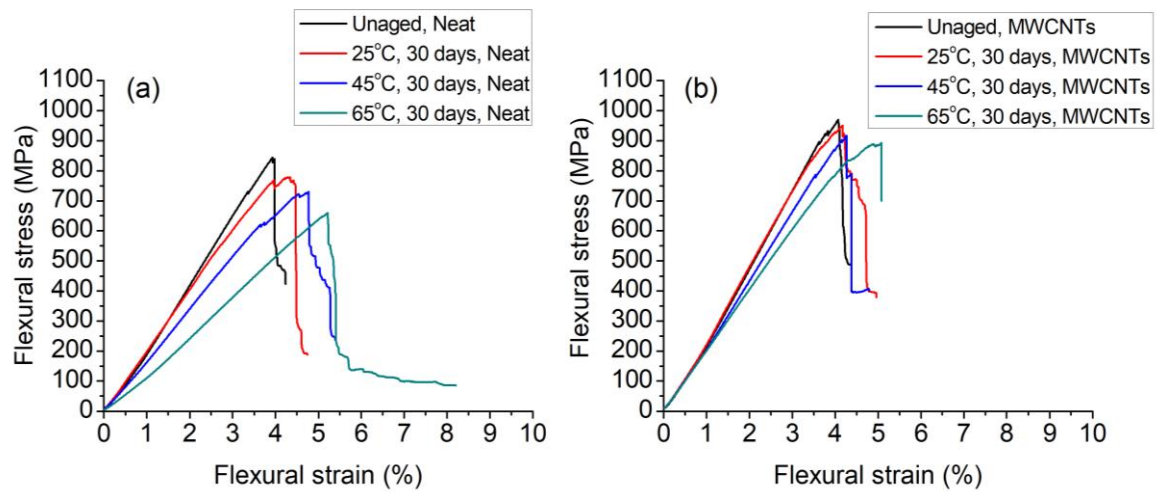 Unaged, Neat
25°C, 30 days, Neat
45°C, 30 days, Neat
65°C, 30 days, Neat
(a)
1100
1000
900
800
700
600
500
400
300
200
100
0
0 1 2 3 4 5 6 7 8 9 10
Flexural stress (MPa)
Flexural strain (%)
Unaged, MWCNTs
25°C, 30 days, MWCNTs
45°C, 30 days, MWCNTs
65°C, 30 days, MWCNTs
(b)
1100
1000
900
800
700
600
500
400
300
200
100
0
0 1 2 3 4 5 6 7 8 9 10
Flexural stress (MPa)
Flexural strain (%)